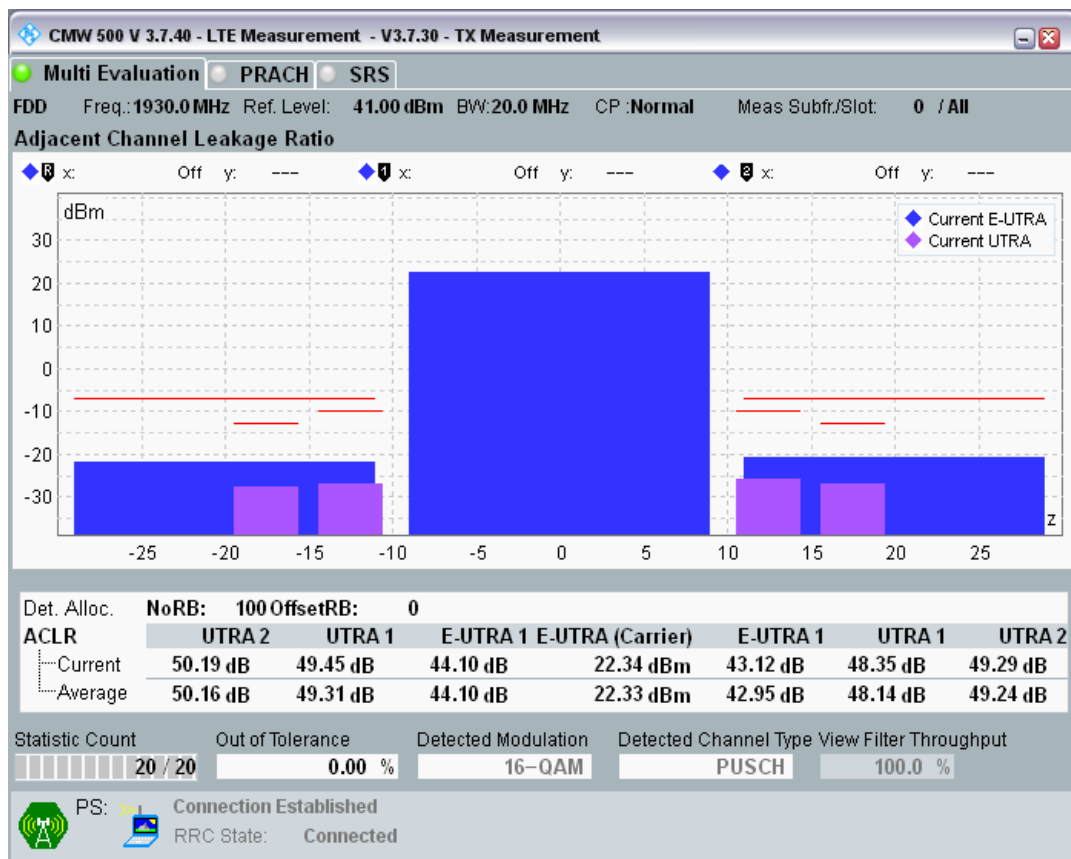 CMW 500 V 3.7.40 - LTE Measurement - V3.7.30 - TX Measurement
Multi Evaluation PRACH SRS
FDD Freq.:1930.0 MHz Ref. Level: 41.00 dBm BW:20.0 MHz CP :Normal Meas Subfr./Slot: 0 / All
Adjacent Channel Leakage Ratio
R x: Off y: --- 1 x: Off y: --- 2 x: Off y: ---
dBm
Current E-UTRA
Current UTRA
30
20
10
0
-10
-20
-30
z
-25 -20 -15 -10 -5 0 5 10 15 20 25
Det. Alloc. NoRB: 100 OffsetRB: 0
ACLR UTRA 2 UTRA 1 E-UTRA 1 E-UTRA (Carrier) E-UTRA 1 UTRA 1 UTRA 2
Current 50.19 dB 49.45 dB 44.10 dB 22.34 dBm 43.12 dB 48.35 dB 49.29 dB
Average 50.16 dB 49.31 dB 44.10 dB 22.33 dBm 42.95 dB 48.14 dB 49.24 dB
Statistic Count Out of Tolerance Detected Modulation Detected Channel Type View Filter Throughput
20 / 20 0.00 % 16-QAM PUSCH 100.0 %
PS: Connection Established
RRC State: Connected